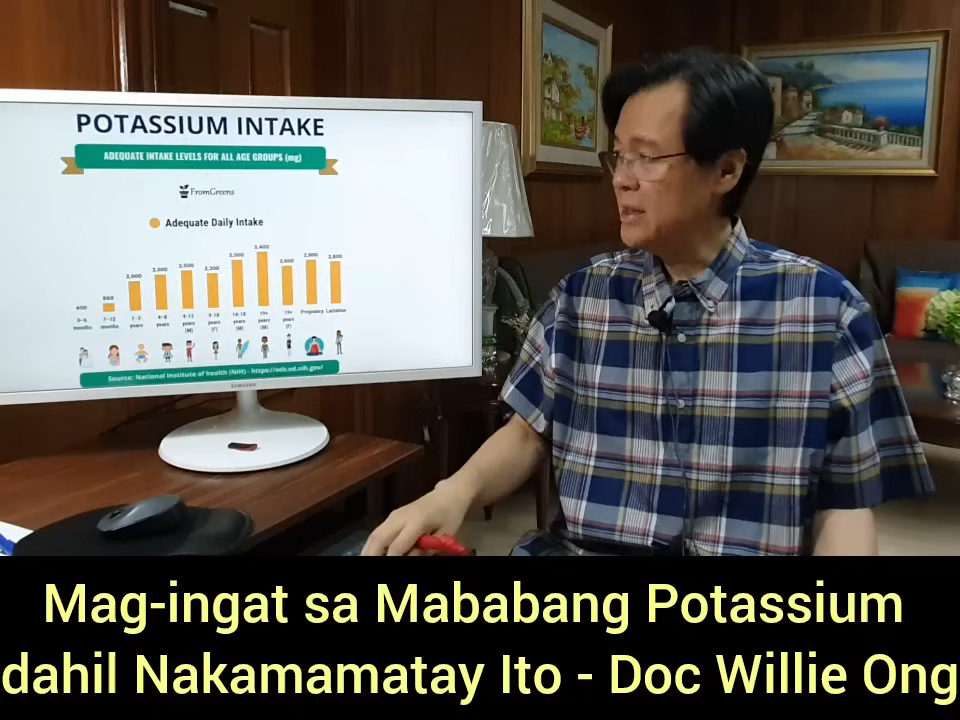 POTASSIUM INTAKE
ADEQUATE INTAKE LEVELS FOR ALL AGE GROUPS (mg)
FromGreens
Adequate Daily Intake
400 860 2,000 2,300 2,500 2,300 3,000 3,400 2,600 2,900 2,800
0-6 months
7-12 months
1-3 years
4-8 years
9-13 years (M)
9-13 years (F)
14-18 years (M)
19+ years (M)
19+ years (F)
Pregnancy
Lactation
Source: National Institute of health (NIH) - https://ods.od.nih.gov/
SAMSUNG
Mag-ingat sa Mababang Potassium
dahil Nakamamatay Ito - Doc Willie Ong